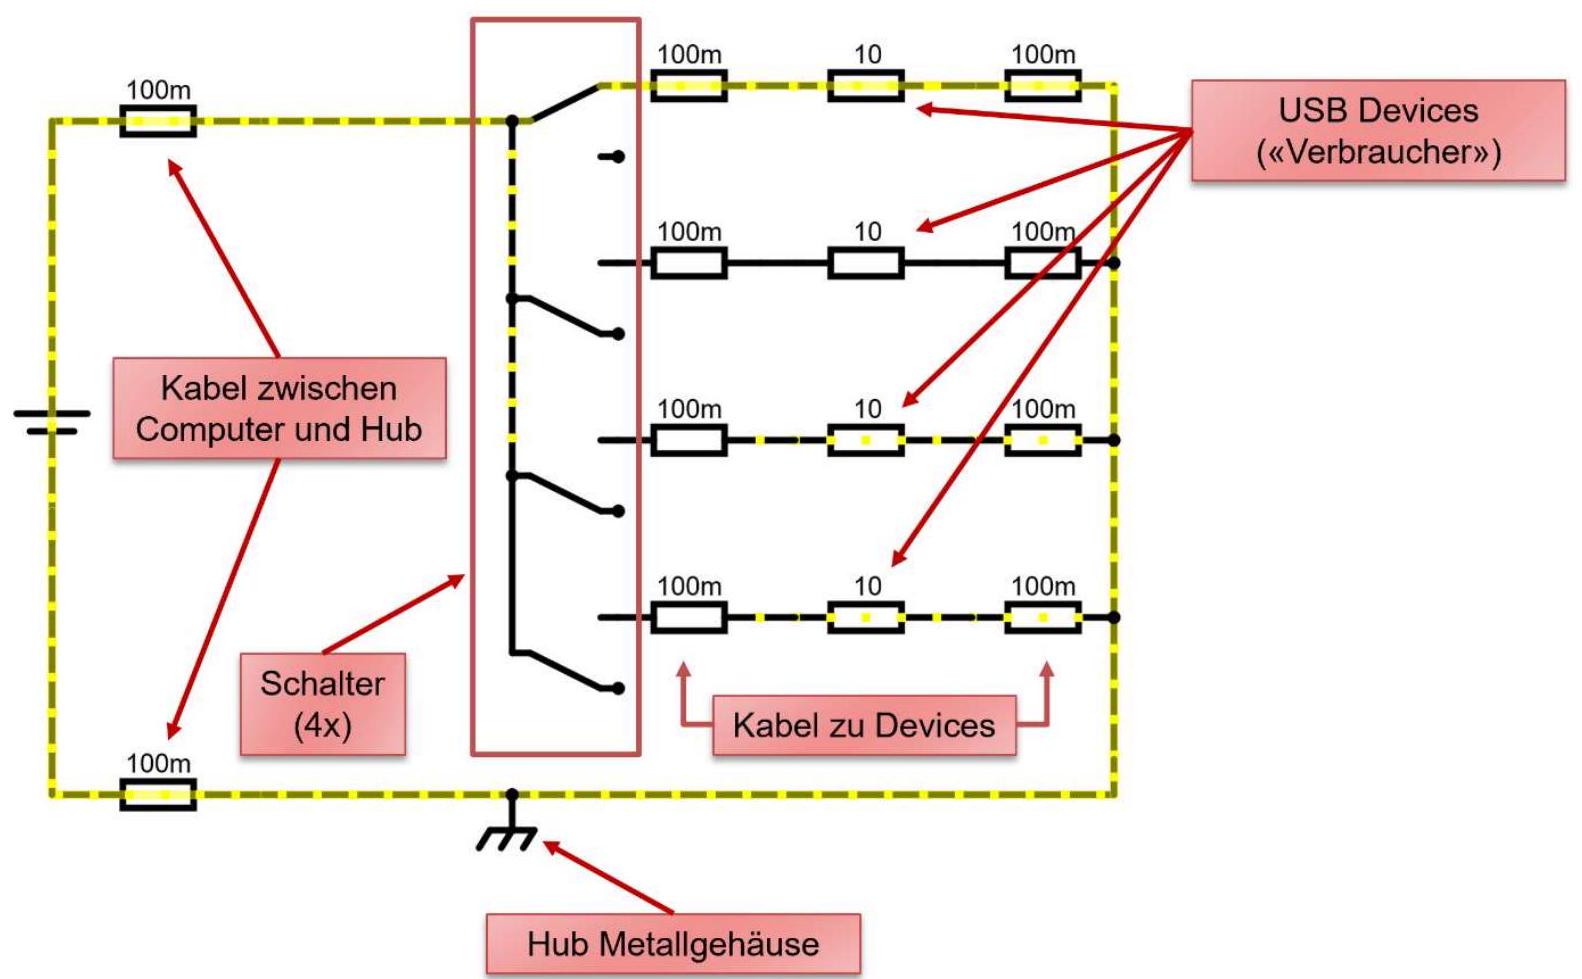 100m
10
100m
100m
USB Devices
(«Verbraucher»)
100m
10
100m
Kabel zwischen
Computer und Hub
100m
10
100m
100m
10
100m
Schalter
(4x)
Kabel zu Devices
100m
Hub Metallgehäuse